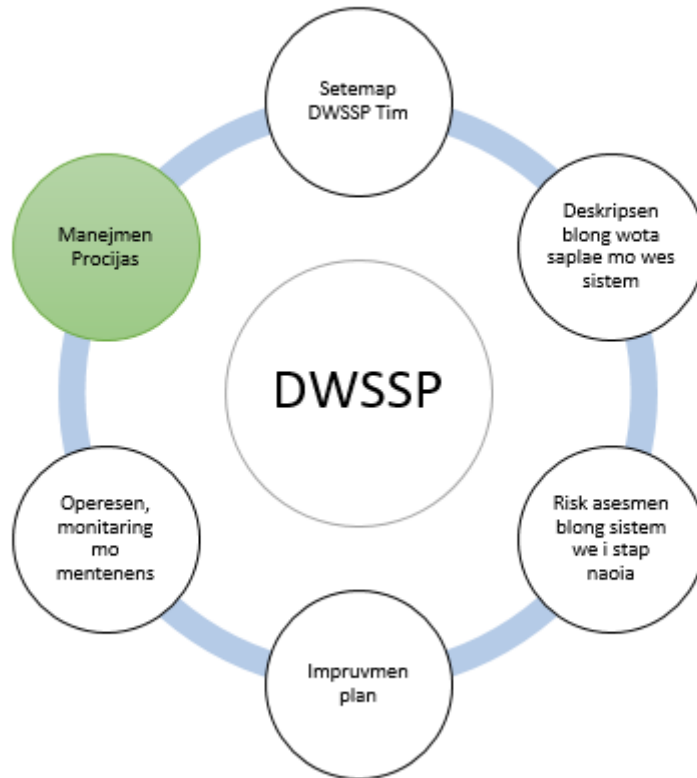 Setemap
DWSSP Tim
Deskripsen
blong wota
saplae mo wes
sistem
Risk asesmen
blong sistem
we i stap
naoia
Impruvmen
plan
Operesen,
monitaring
mo
mentenens
Manejmen
Procijas
DWSSP